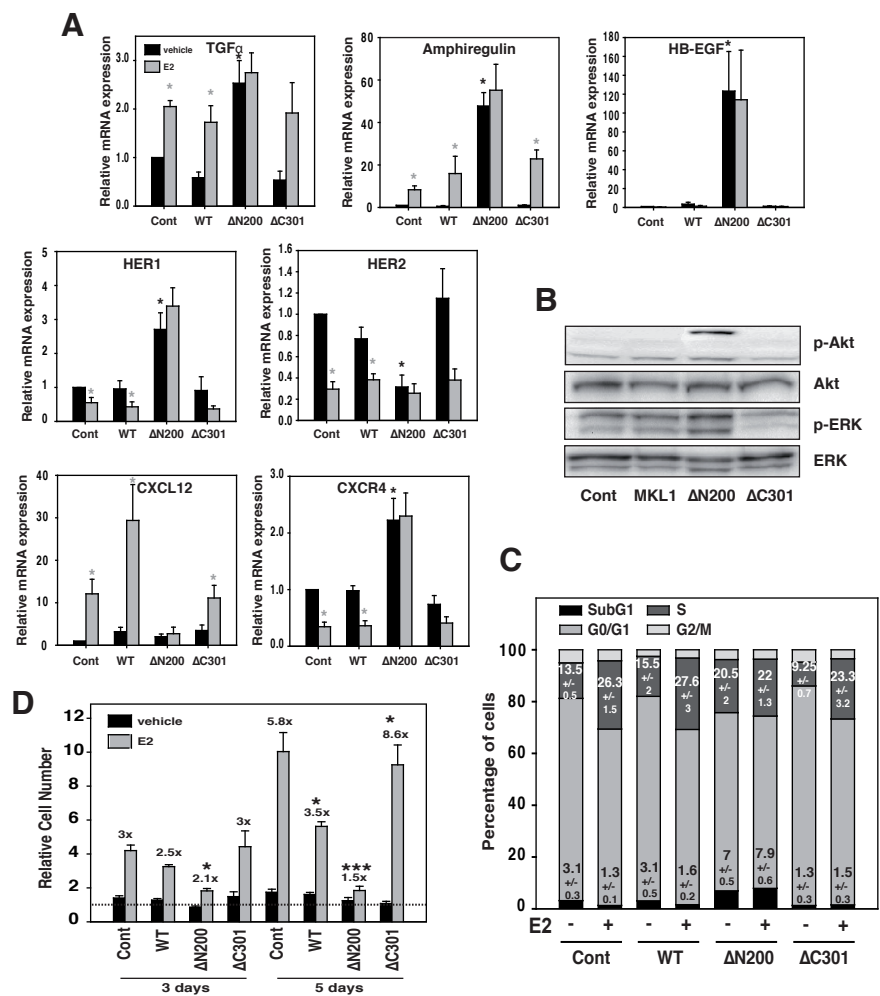 A
TGFα
vehicle
E2
Relative mRNA expression
3.0
2.0
1.0
0.0
*
*
*
Cont WT ΔN200 ΔC301
Amphiregulin
Relative mRNA expression
80
60
40
20
0
*
*
*
*
Cont WT ΔN200 ΔC301
HB-EGF
Relative mRNA expression
180
160
140
120
100
80
60
40
20
0
*
Cont WT ΔN200 ΔC301
HER1
Relative mRNA expression
5
4
3
2
1
0
*
*
*
Cont WT ΔN200 ΔC301
HER2
Relative mRNA expression
1.6
1.4
1.2
1.0
0.8
0.6
0.4
0.2
0.0
*
*
*
Cont WT ΔN200 ΔC301
CXCL12
Relative mRNA expression
40
30
20
10
0
*
*
*
Cont WT ΔN200 ΔC301
CXCR4
Relative mRNA expression
3.0
2.0
1.0
0.0
*
*
*
Cont WT ΔN200 ΔC301
B
p-Akt
Akt
p-ERK
ERK
Cont MKL1 ΔN200 ΔC301
C
SubG1 S
G0/G1 G2/M
Percentage of cells
100
80
60
40
20
0
13.5 +/- 0.5
26.3 +/- 1.5
15.5 +/- 2
27.6 +/- 3
20.5 +/- 2
22 +/- 1.3
9.25 +/- 0.7
23.3 +/- 3.2
3.1 +/- 0.3
1.3 +/- 0.1
3.1 +/- 0.5
1.6 +/- 0.2
7 +/- 0.5
7.9 +/- 0.6
1.3 +/- 0.3
1.5 +/- 0.3
E2 - + - + - + - +
Cont WT ΔN200 ΔC301
D
vehicle
E2
Relative Cell Number
12
10
8
6
4
2
0
3x
2.5x
*
2.1x
3x
5.8x
*
3.5x
***
1.5x
*
8.6x
Cont WT ΔN200 ΔC301 Cont WT ΔN200 ΔC301
3 days 5 days